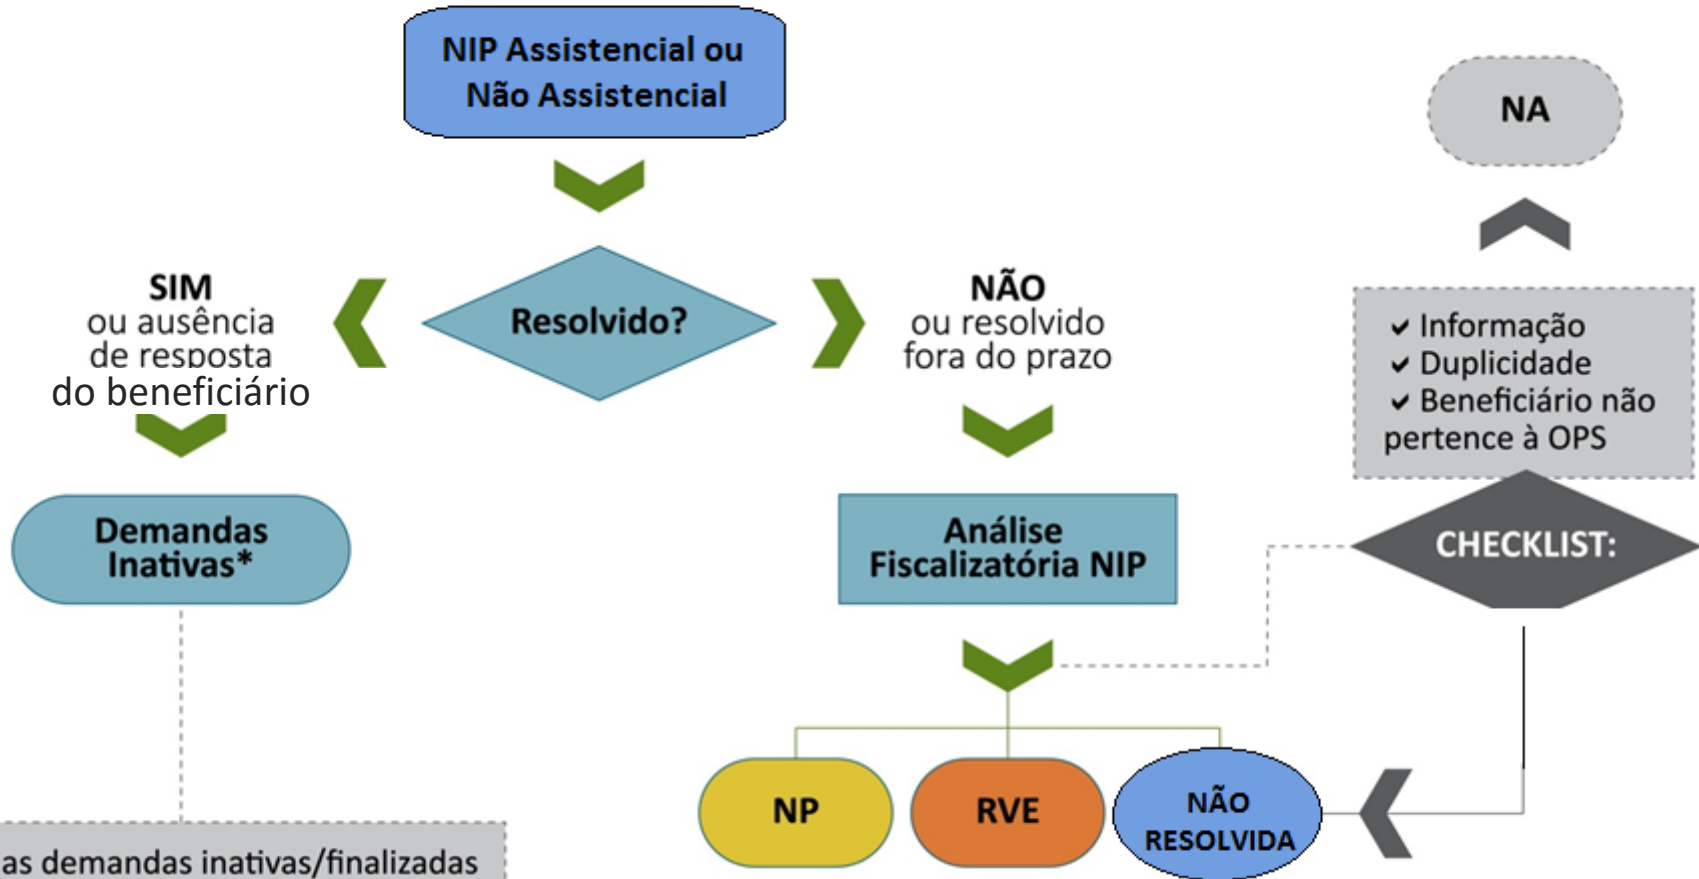 NIP Assistencial ou
Não Assistencial
NA
SIM
ou ausência
de resposta
do beneficiário
Resolvido?
NÃO
ou resolvido
fora do prazo
✓ Informação
✓ Duplicidade
✓ Beneficiário não
pertence à OPS
Demandas
Inativas*
Análise
Fiscalizatória NIP
CHECKLIST:
NP
RVE
NÃO
RESOLVIDA
as demandas inativas/finalizadas